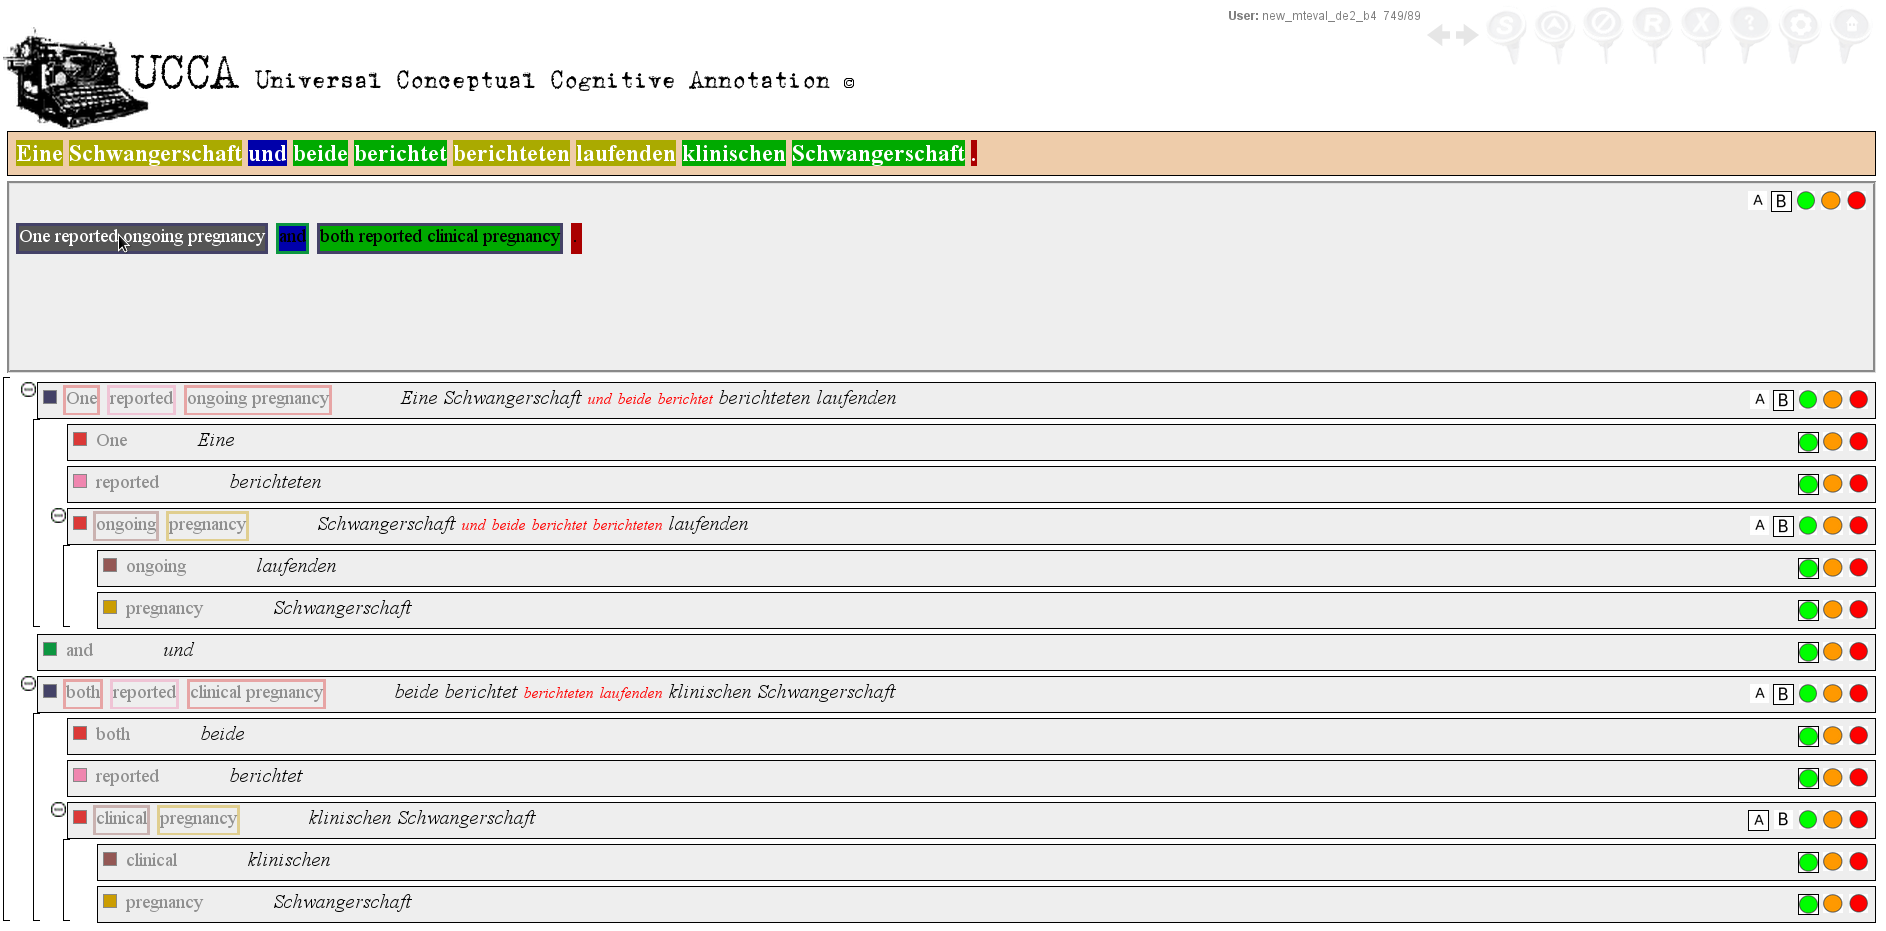 User: new_mteval_de2_b4 749/89
UCCA Universal Conceptual Cognitive Annotation ©
Eine Schwangerschaft und beide berichtet berichteten laufenden klinischen Schwangerschaft .
A B
One reported ongoing pregnancy and both reported clinical pregnancy .
One reported ongoing pregnancy Eine Schwangerschaft und beide berichtet berichteten laufenden A B
One Eine
reported berichteten
ongoing pregnancy Schwangerschaft und beide berichtet berichteten laufenden A B
ongoing laufenden
pregnancy Schwangerschaft
and und
both reported clinical pregnancy beide berichtet berichteten laufenden klinischen Schwangerschaft A B
both beide
reported berichtet
clinical pregnancy klinischen Schwangerschaft A B
clinical klinischen
pregnancy Schwangerschaft